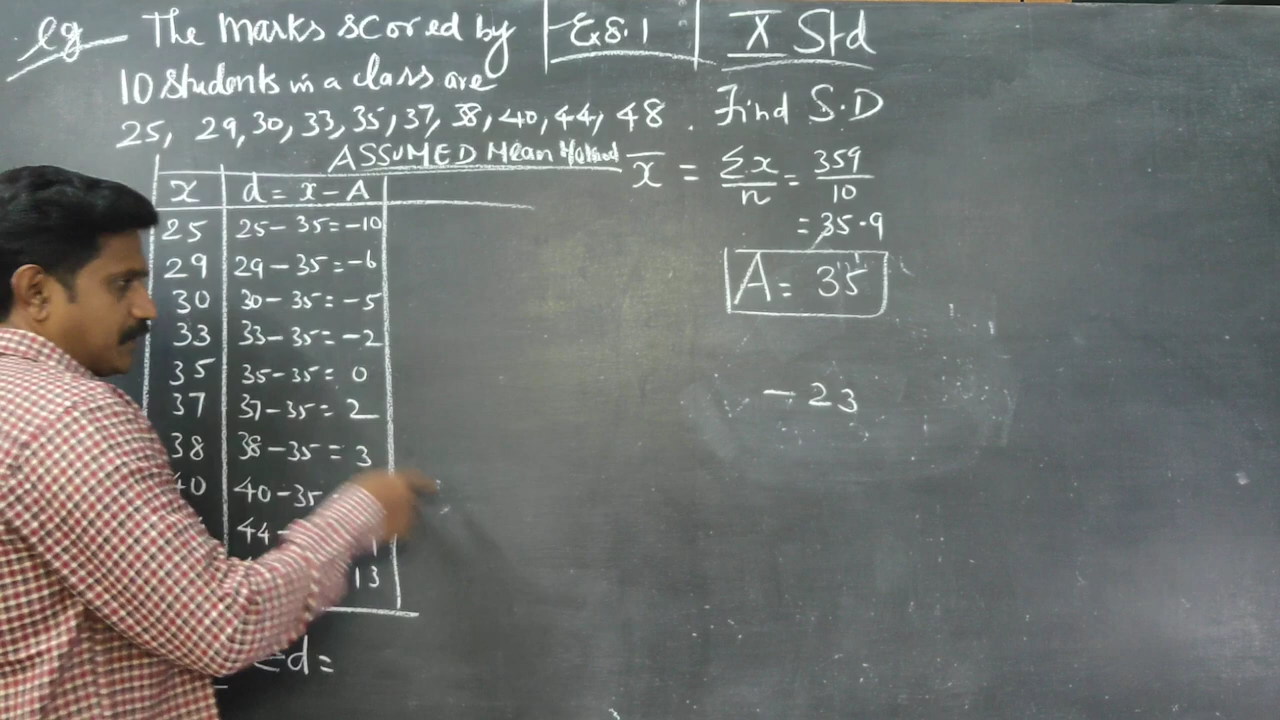 eg The marks scored by
10 students in a class are
25, 29, 30, 33, 35, 37, 38, 40, 44, 48.
Ex 8.1
X Std
Find S.D
ASSUMED Mean Method
x d = x - A
25 25 - 35 = -10
29 29 - 35 = -6
30 30 - 35 = -5
33 33 - 35 = -2
35 35 - 35 = 0
37 37 - 35 = 2
38 38 - 35 = 3
40 40 - 35
44 -
13
Σd =
x̄ = Σx/n = 359/10
= 35.9
A = 35
- 23